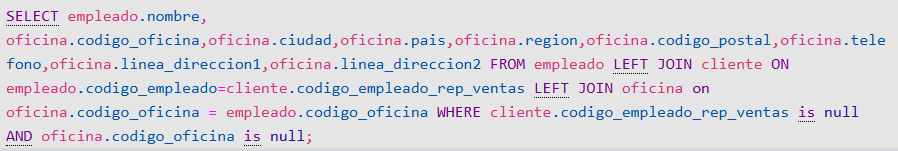 SELECT empleado.nombre,
oficina.codigo_oficina,oficina.ciudad,oficina.pais,oficina.region,oficina.codigo_postal,oficina.tele
fono,oficina.linea_direccion1,oficina.linea_direccion2 FROM empleado LEFT JOIN cliente ON
empleado.codigo_empleado=cliente.codigo_empleado_rep_ventas LEFT JOIN oficina on
oficina.codigo_oficina = empleado.codigo_oficina WHERE cliente.codigo_empleado_rep_ventas is null
AND oficina.codigo_oficina is null;